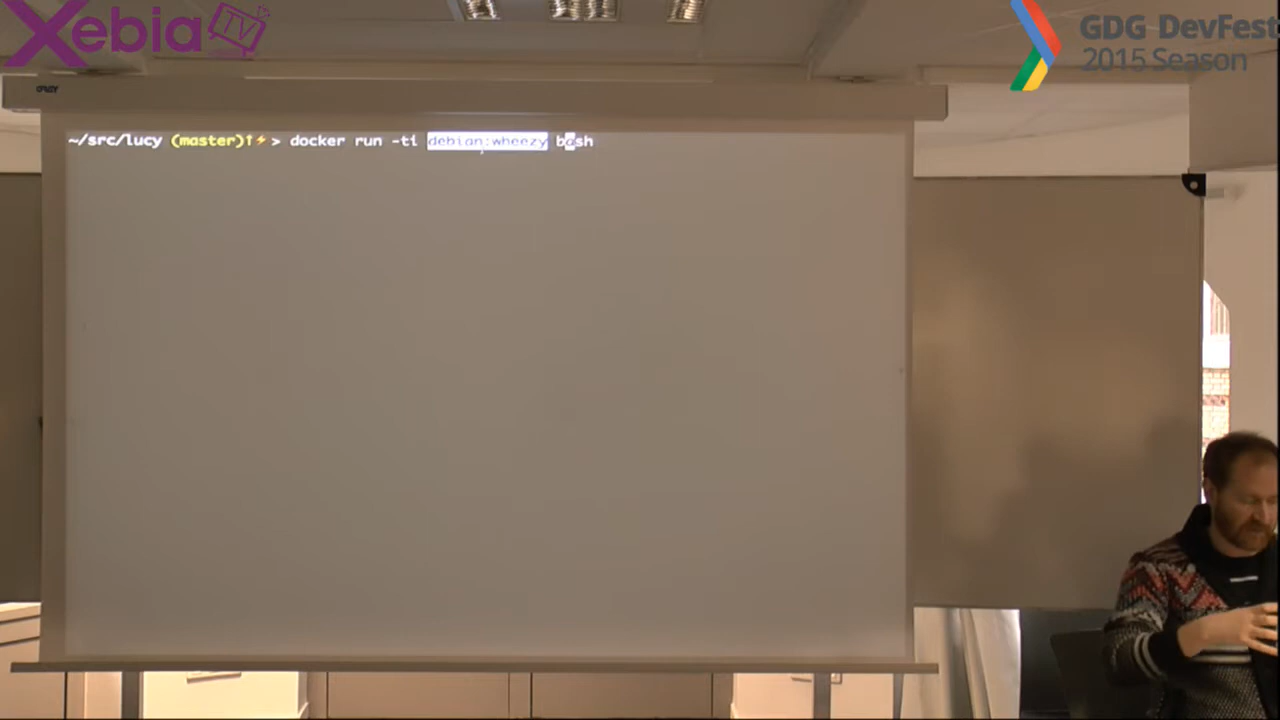 Xebia TV
GDG DevFest
2015 Season
~/src/lucy (master)↑⚡> docker run -ti debian:wheezy bash